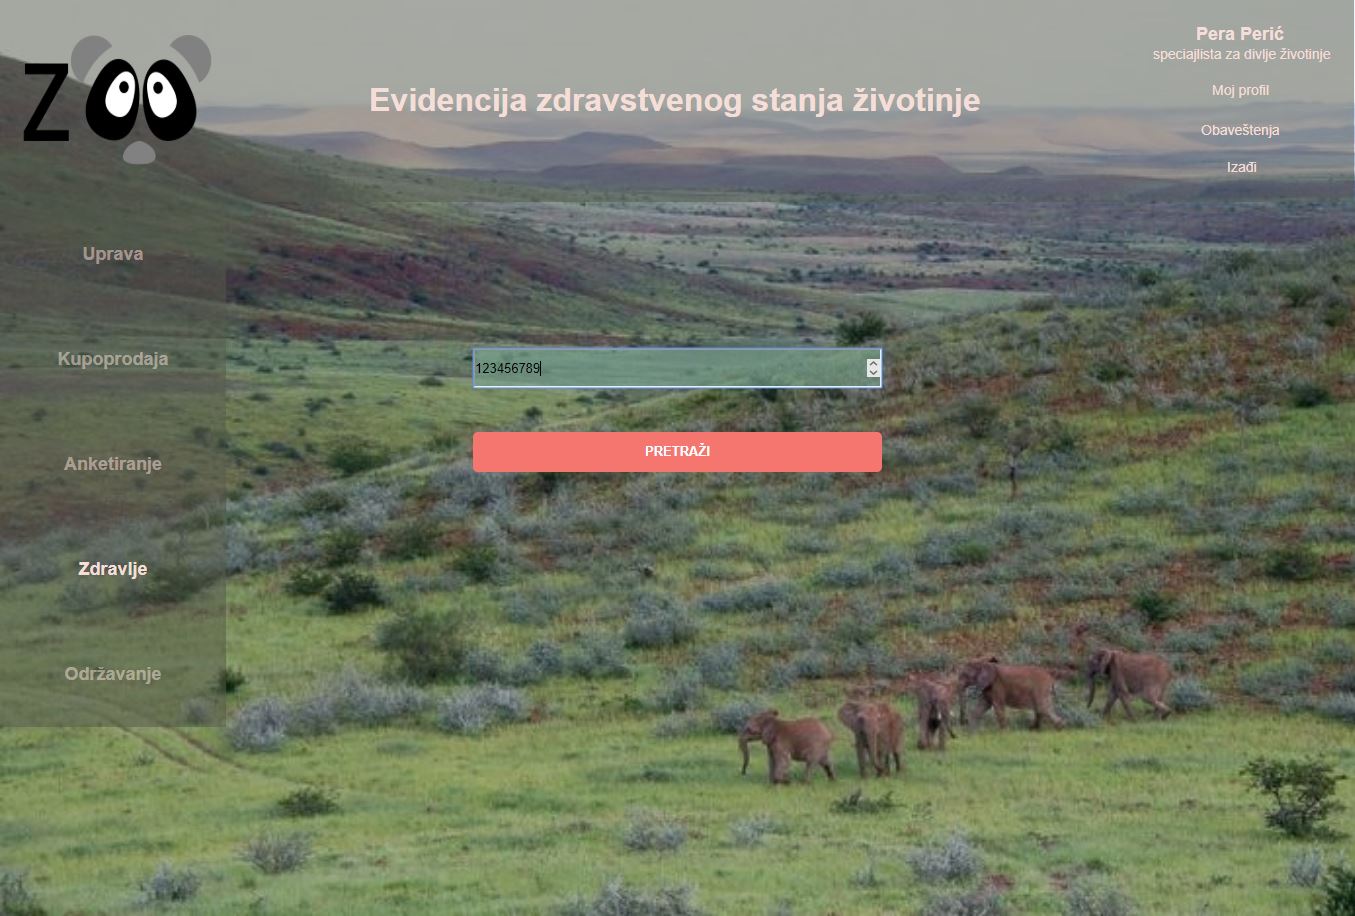 ZOO
Evidencija zdravstvenog stanja životinje
Pera Perić
specijalista za divlje životinje
Moj profil
Obaveštenja
Izađi
Uprava
Kupoprodaja
Anketiranje
Zdravlje
Održavanje
123456789
PRETRAŽI